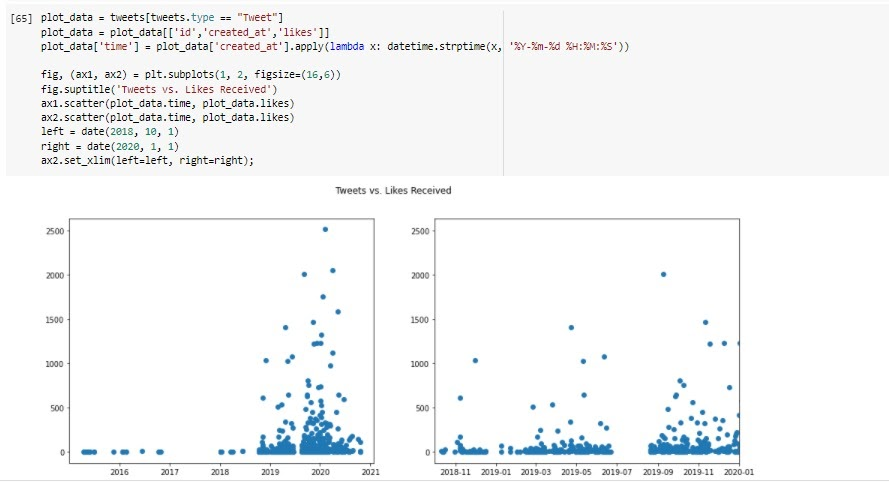 [65] plot_data = tweets[tweets.type == "Tweet"]
plot_data = plot_data[['id','created_at','likes']]
plot_data['time'] = plot_data['created_at'].apply(lambda x: datetime.strptime(x, '%Y-%m-%d %H:%M:%S'))
fig, (ax1, ax2) = plt.subplots(1, 2, figsize=(16,6))
fig.suptitle('Tweets vs. Likes Received')
ax1.scatter(plot_data.time, plot_data.likes)
ax2.scatter(plot_data.time, plot_data.likes)
left = date(2018, 10, 1)
right = date(2020, 1, 1)
ax2.set_xlim(left=left, right=right);
Tweets vs. Likes Received
2500
2000
1500
1000
500
0
2016 2017 2018 2019 2020 2021
2500
2000
1500
1000
500
0
2018-11 2019-01 2019-03 2019-05 2019-07 2019-09 2019-11 2020-01